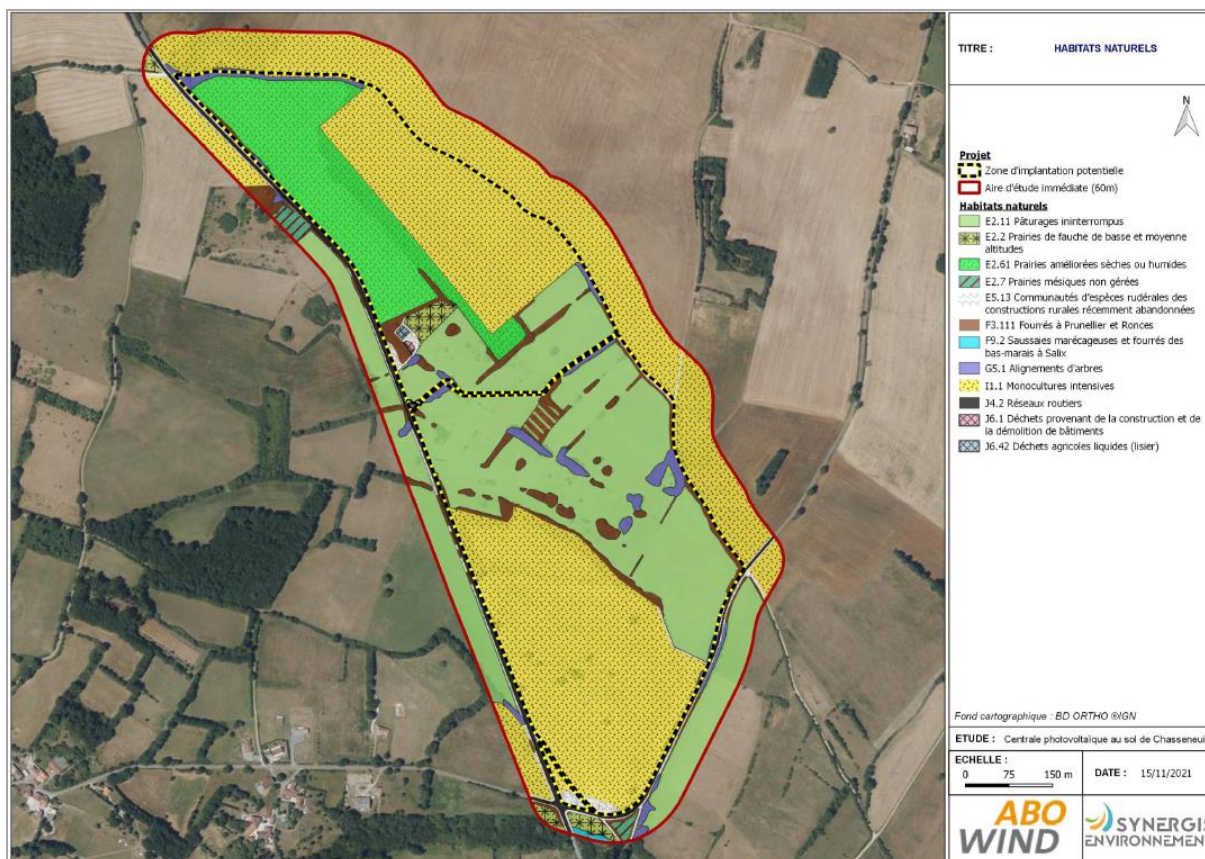 TITRE : HABITATS NATURELS
N
Projet
Zone d'implantation potentielle
Aire d'étude immédiate (60m)
Habitats naturels
E2.11 Pâturages ininterrompus
E2.2 Prairies de fauche de basse et moyenne
altitudes
E2.61 Prairies améliorées sèches ou humides
E2.7 Prairies mésiques non gérées
E5.13 Communautés d'espèces rudérales des
constructions rurales récemment abandonnées
F3.111 Fourrés à Prunellier et Ronces
F9.2 Saussaies marécageuses et fourrés des
bas-marais à Salix
G5.1 Alignements d'arbres
I1.1 Monocultures intensives
J4.2 Réseaux routiers
J6.1 Déchets provenant de la construction et de
la démolition de bâtiments
J6.42 Déchets agricoles liquides (lisier)
Fond cartographique : BD ORTHO ®IGN
ETUDE : Centrale photovoltaïque au sol de Chasseneui
ECHELLE :
0 75 150 m
DATE : 15/11/2021
ABO
WIND
SYNERGIS
ENVIRONNEMEN